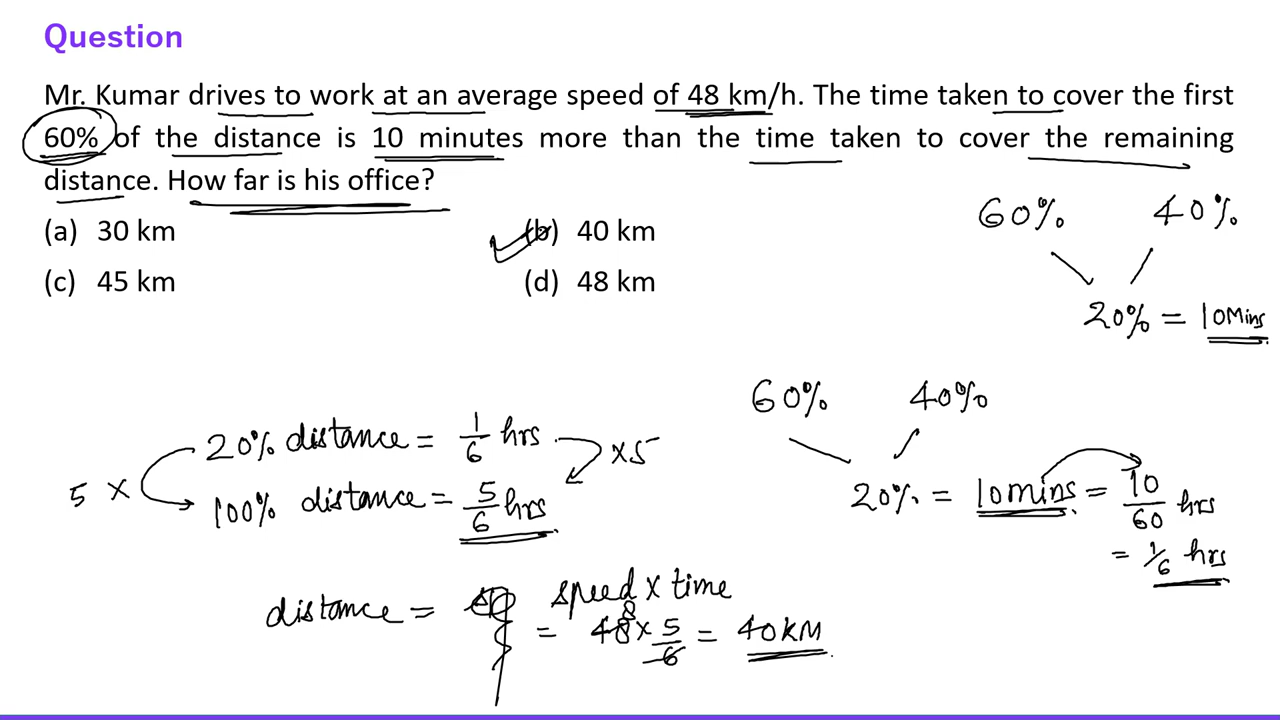 Question
Mr. Kumar drives to work at an average speed of 48 km/h. The time taken to cover the first
60% of the distance is 10 minutes more than the time taken to cover the remaining
distance. How far is his office?
(a) 30 km
(b) 40 km
(c) 45 km
(d) 48 km
60% 40%
20% = 10Mins
60% 40%
20% = 10mins = 10/60 hrs
= 1/6 hrs
20% distance = 1/6 hrs ×5
5 × 100% distance = 5/6 hrs
distance = speed × time
= 48 8 × 5/6 = 40KM